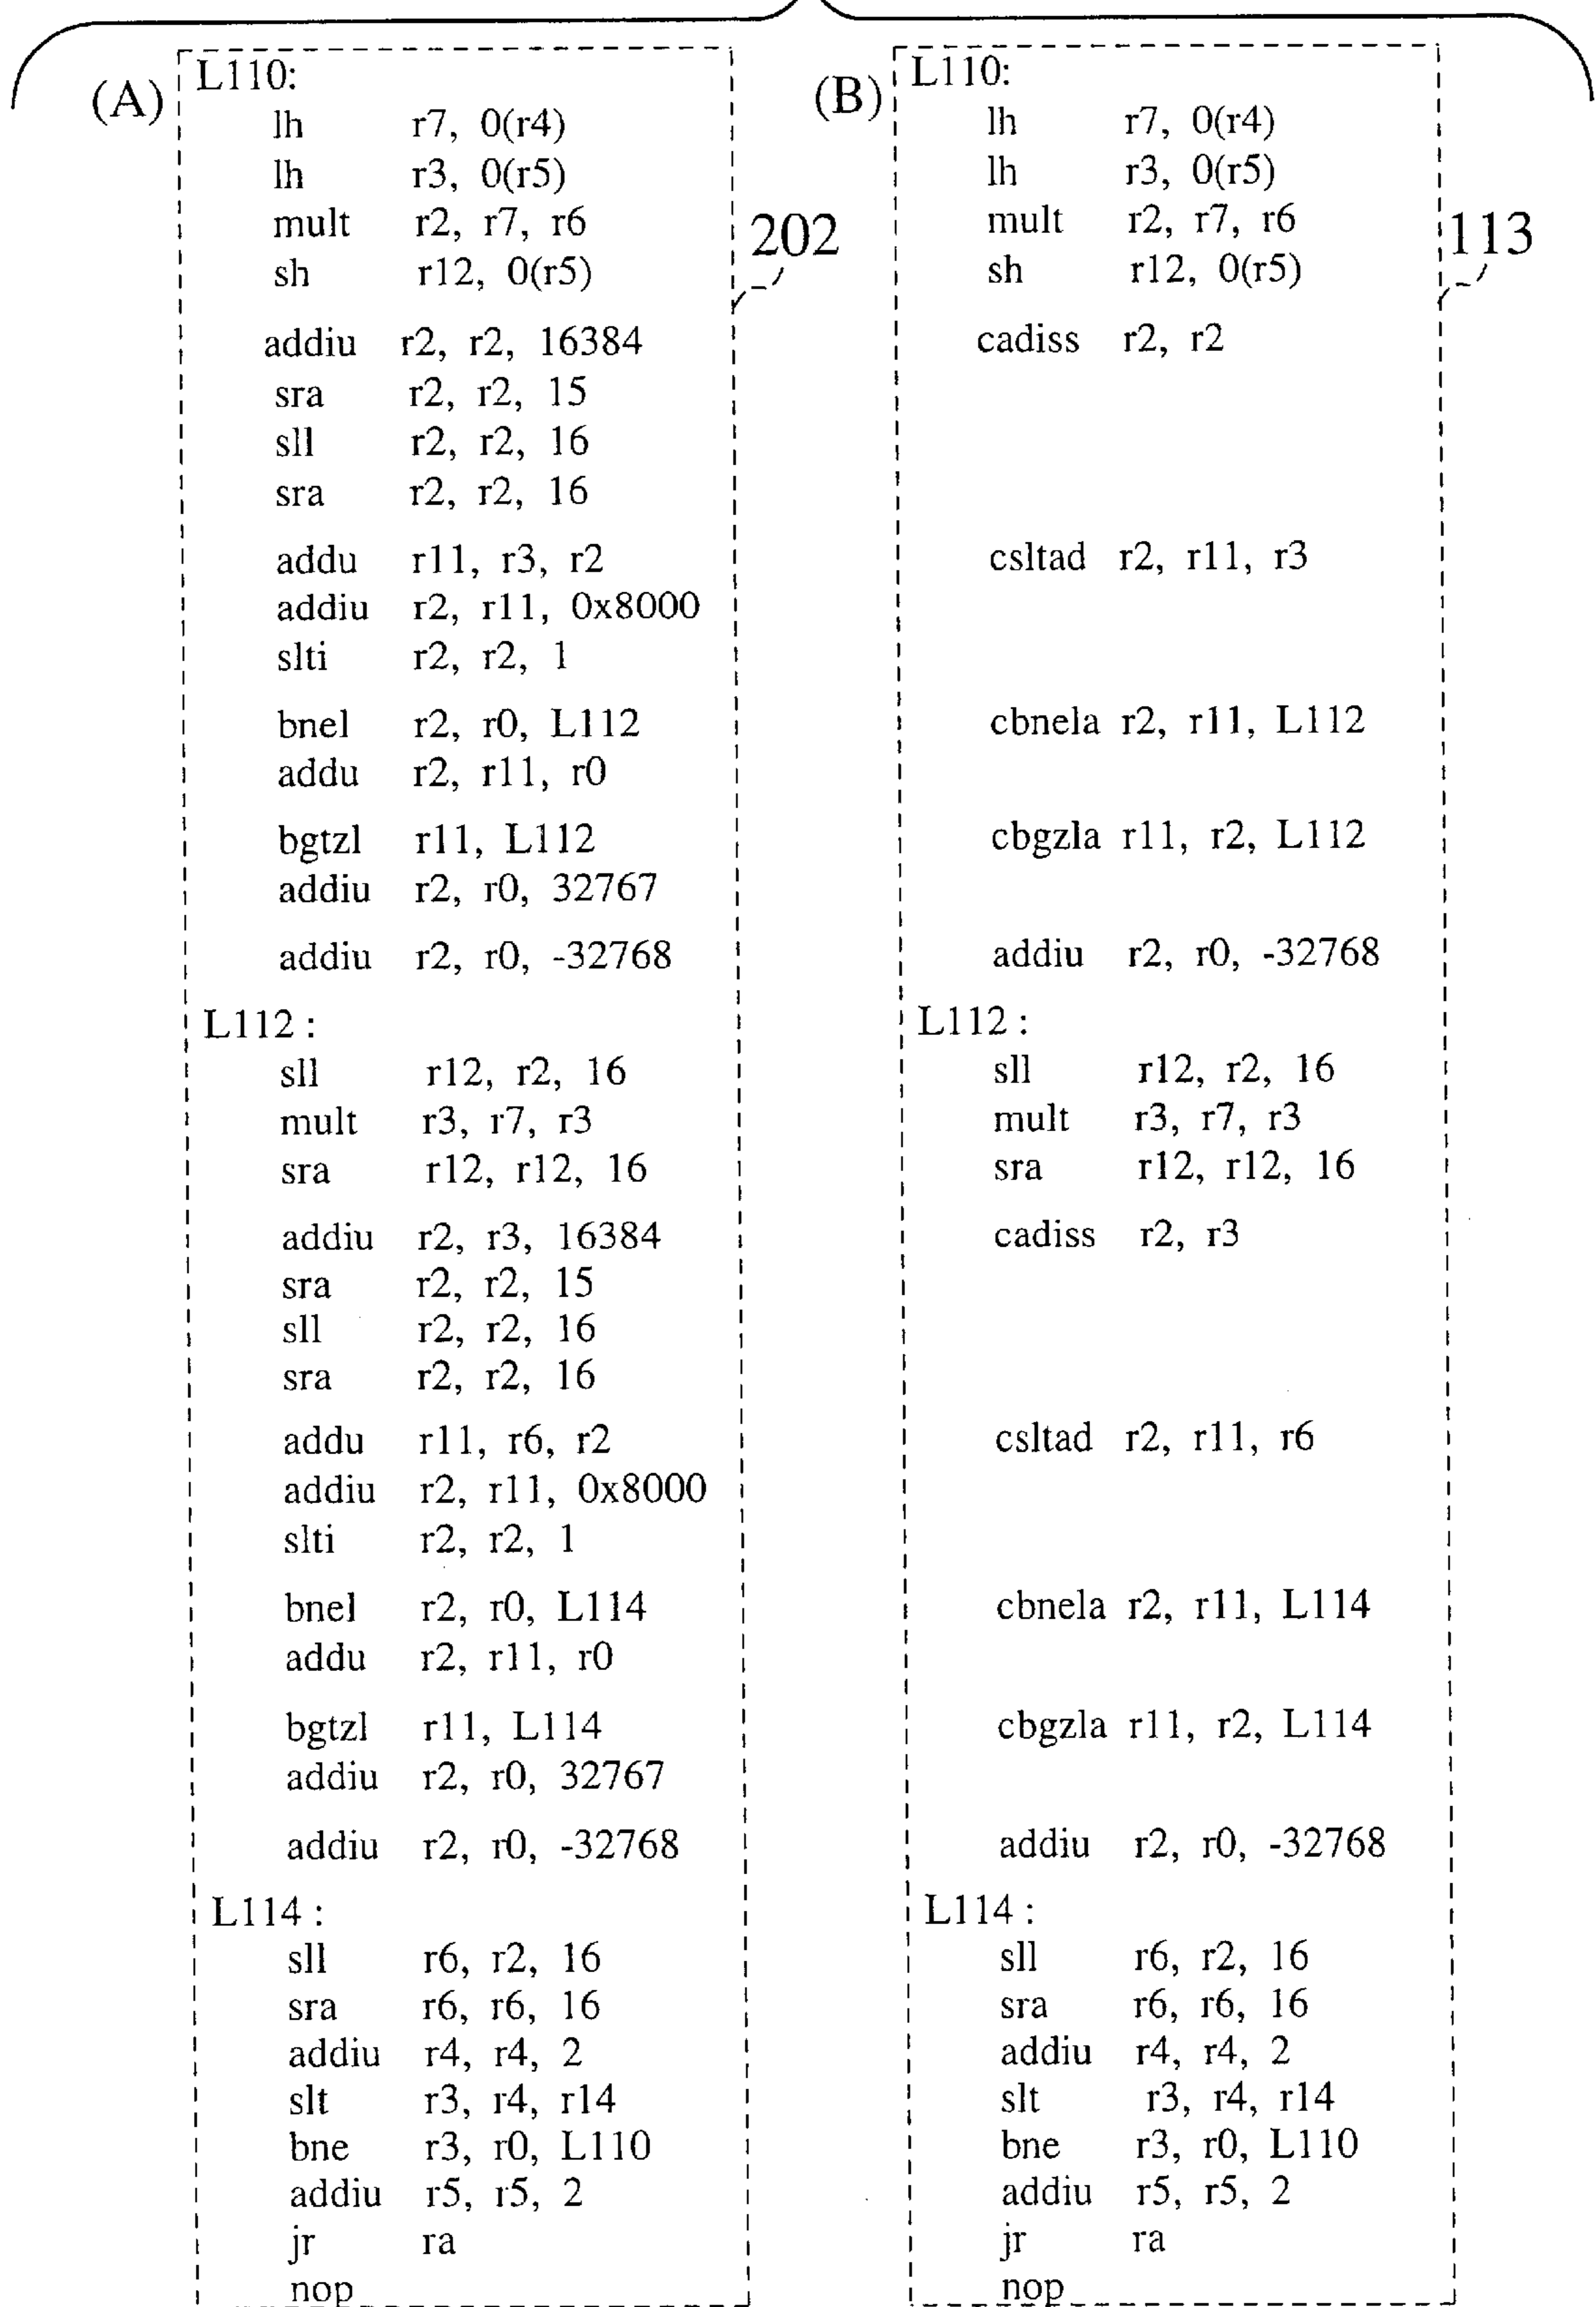 (A)
L110:
lh r7, 0(r4)
lh r3, 0(r5)
mult r2, r7, r6
sh r12, 0(r5)
addiu r2, r2, 16384
sra r2, r2, 15
sll r2, r2, 16
sra r2, r2, 16
addu r11, r3, r2
addiu r2, r11, 0x8000
slti r2, r2, 1
bnel r2, r0, L112
addu r2, r11, r0
bgtzl r11, L112
addiu r2, r0, 32767
addiu r2, r0, -32768
L112 :
sll r12, r2, 16
mult r3, r7, r3
sra r12, r12, 16
addiu r2, r3, 16384
sra r2, r2, 15
sll r2, r2, 16
sra r2, r2, 16
addu r11, r6, r2
addiu r2, r11, 0x8000
slti r2, r2, 1
bnel r2, r0, L114
addu r2, r11, r0
bgtzl r11, L114
addiu r2, r0, 32767
addiu r2, r0, -32768
L114 :
sll r6, r2, 16
sra r6, r6, 16
addiu r4, r4, 2
slt r3, r4, r14
bne r3, r0, L110
addiu r5, r5, 2
jr ra
nop
202
(B)
L110:
lh r7, 0(r4)
lh r3, 0(r5)
mult r2, r7, r6
sh r12, 0(r5)
cadiss r2, r2
csltad r2, r11, r3
cbnela r2, r11, L112
cbgzla r11, r2, L112
addiu r2, r0, -32768
L112 :
sll r12, r2, 16
mult r3, r7, r3
sra r12, r12, 16
cadiss r2, r3
csltad r2, r11, r6
cbnela r2, r11, L114
cbgzla r11, r2, L114
addiu r2, r0, -32768
L114 :
sll r6, r2, 16
sra r6, r6, 16
addiu r4, r4, 2
slt r3, r4, r14
bne r3, r0, L110
addiu r5, r5, 2
jr ra
nop
113